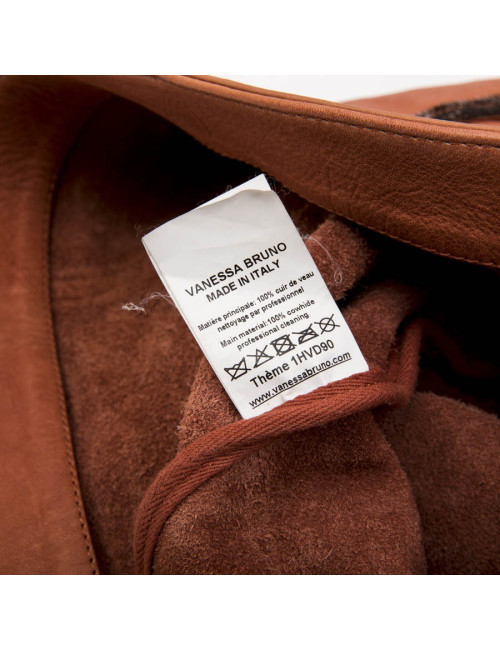 VANESSA BRUNO
MADE IN ITALY
Matière principale: 100% cuir de veau
nettoyage par professionnel
Main material:100% cowhide
professional cleaning
Thème 1HVD90
www.vanessabruno.com